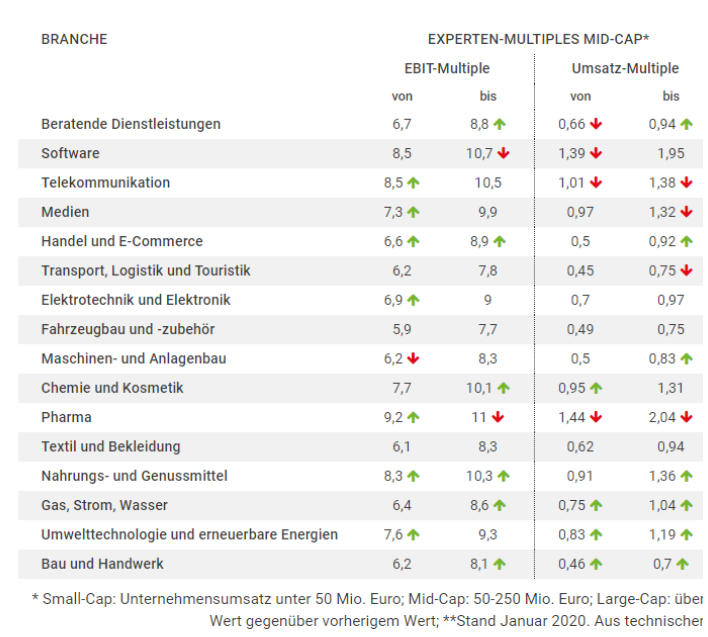 BRANCHE EXPERTEN-MULTIPLES MID-CAP*
EBIT-Multiple Umsatz-Multiple
von bis von bis
Beratende Dienstleistungen 6,7 8,8 ↑ 0,66 ↓ 0,94 ↑
Software 8,5 10,7 ↓ 1,39 ↓ 1,95
Telekommunikation 8,5 ↑ 10,5 1,01 ↓ 1,38 ↓
Medien 7,3 ↑ 9,9 0,97 1,32 ↓
Handel und E-Commerce 6,6 ↑ 8,9 ↑ 0,5 0,92 ↑
Transport, Logistik und Touristik 6,2 7,8 0,45 0,75 ↓
Elektrotechnik und Elektronik 6,9 ↑ 9 0,7 0,97
Fahrzeugbau und -zubehör 5,9 7,7 0,49 0,75
Maschinen- und Anlagenbau 6,2 ↓ 8,3 0,5 0,83 ↑
Chemie und Kosmetik 7,7 10,1 ↑ 0,95 ↑ 1,31
Pharma 9,2 ↑ 11 ↓ 1,44 ↓ 2,04 ↓
Textil und Bekleidung 6,1 8,3 0,62 0,94
Nahrungs- und Genussmittel 8,3 ↑ 10,3 ↑ 0,91 1,36 ↑
Gas, Strom, Wasser 6,4 8,6 ↑ 0,75 ↑ 1,04 ↑
Umwelttechnologie und erneuerbare Energien 7,6 ↑ 9,3 0,83 ↑ 1,19 ↑
Bau und Handwerk 6,2 8,1 ↑ 0,46 ↑ 0,7 ↑
* Small-Cap: Unternehmensumsatz unter 50 Mio. Euro; Mid-Cap: 50-250 Mio. Euro; Large-Cap: über
Wert gegenüber vorherigem Wert; **Stand Januar 2020. Aus technischer